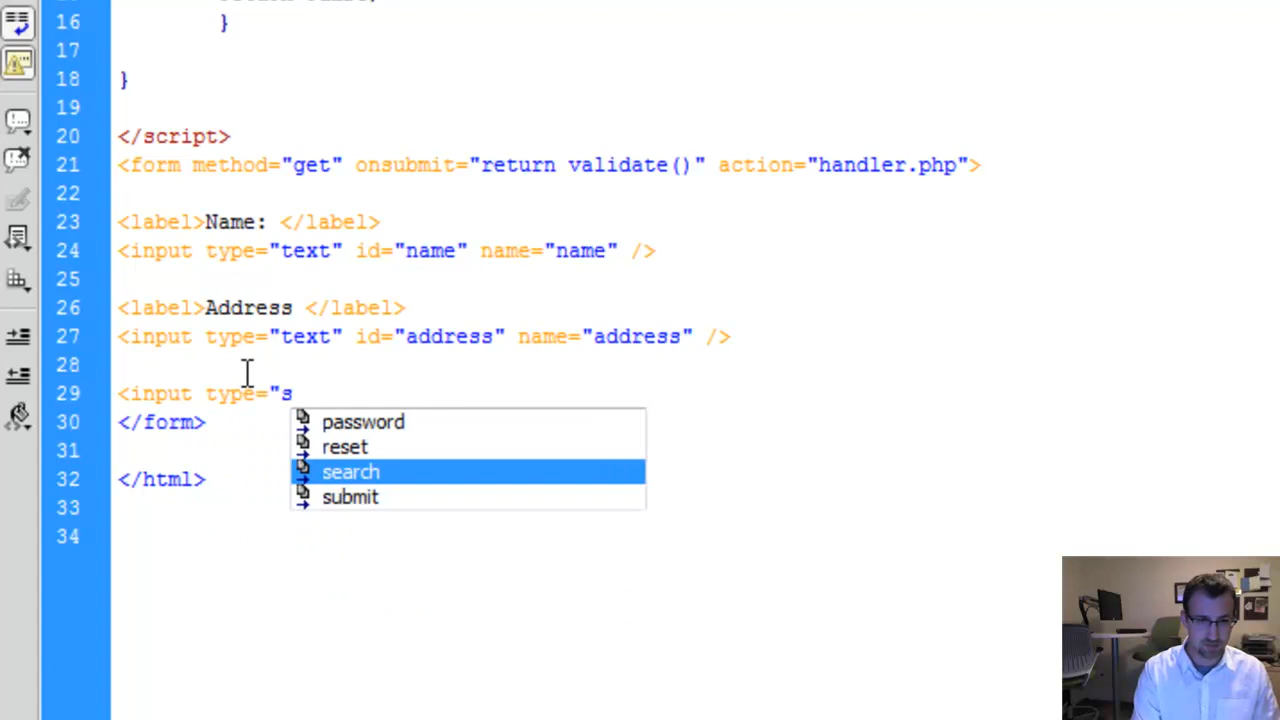 16 }
17
18 }
19
20 </script>
21 <form method="get" onsubmit="return validate()" action="handler.php">
22
23 <label>Name: </label>
24 <input type="text" id="name" name="name" />
25
26 <label>Address </label>
27 <input type="text" id="address" name="address" />
28
29 <input type="s
password
30 </form>
reset
31
search
32 </html>
submit
33
34